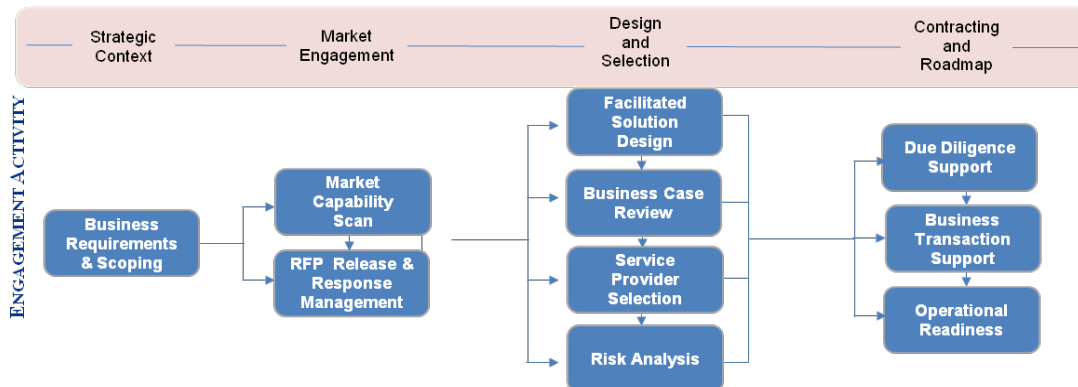 Strategic
Context
Market
Engagement
Design
and
Selection
Contracting
and
Roadmap
ENGAGEMENT ACTIVITY
Business
Requirements
& Scoping
Market
Capability
Scan
RFP Release &
Response
Management
Facilitated
Solution
Design
Business Case
Review
Service
Provider
Selection
Risk Analysis
Due Diligence
Support
Business
Transaction
Support
Operational
Readiness